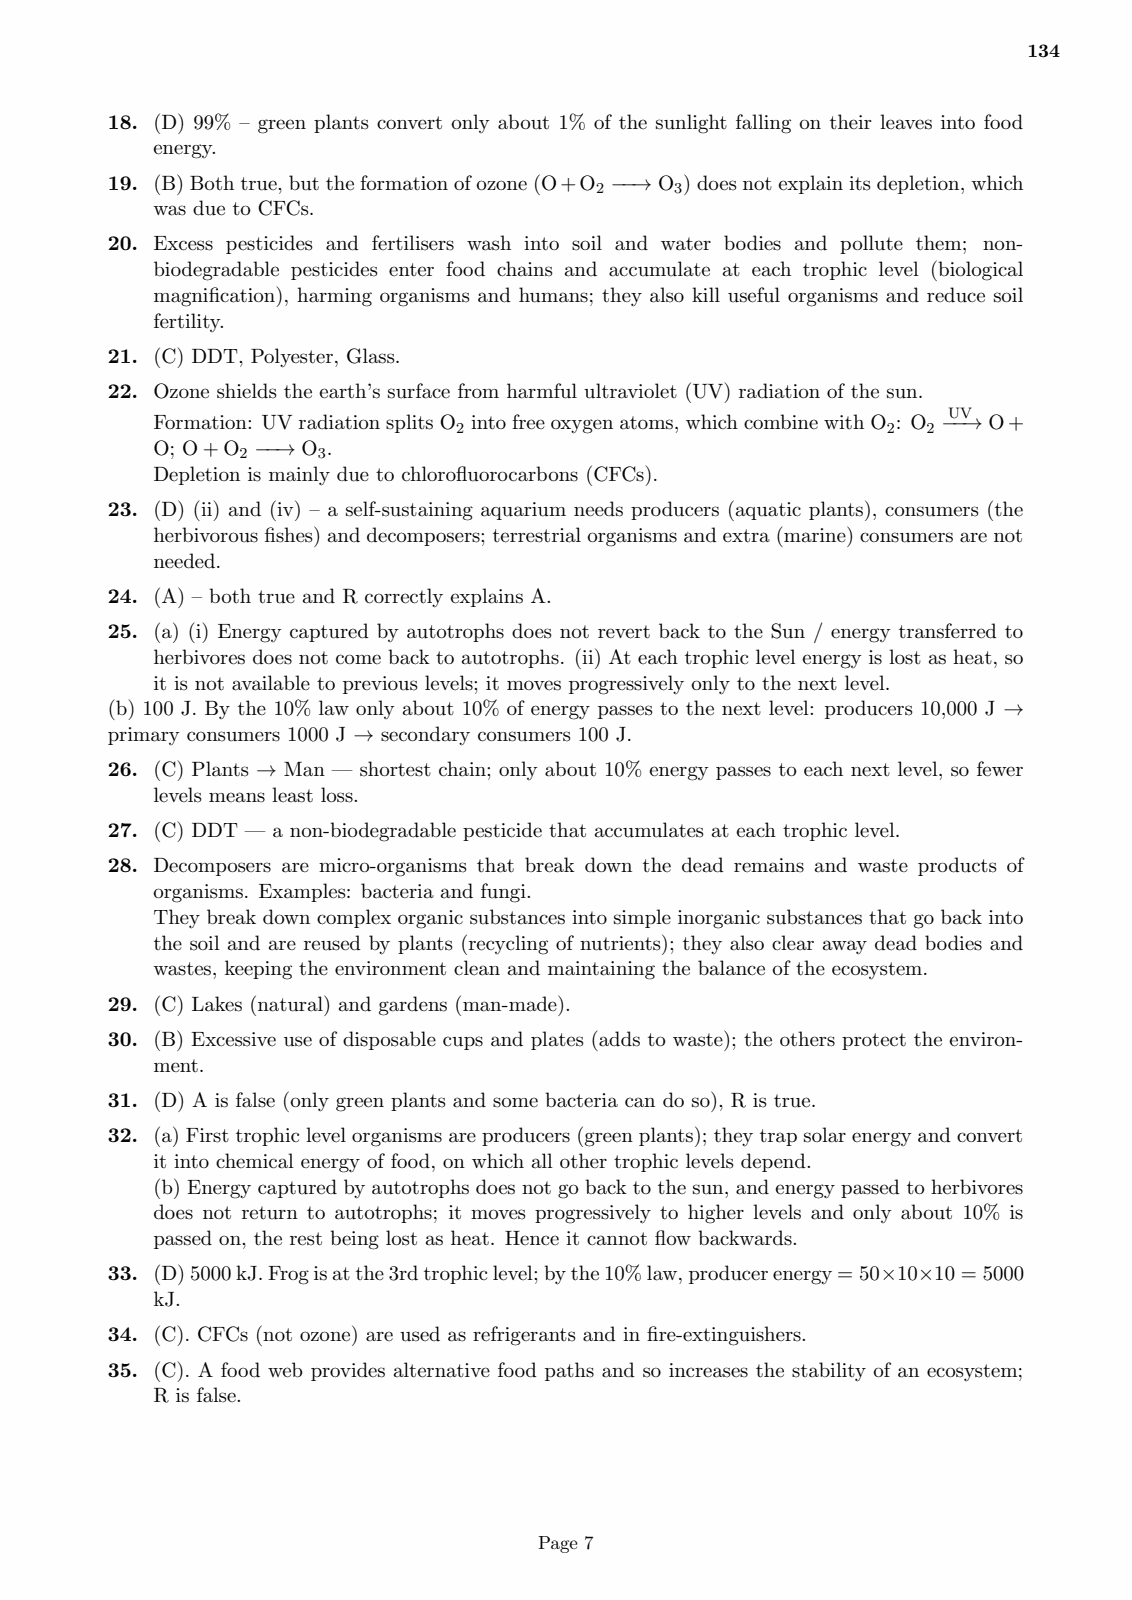 134
18. (D) 99% – green plants convert only about 1% of the sunlight falling on their leaves into food
energy.
19. (B) Both true, but the formation of ozone (O + O₂ ⟶ O₃) does not explain its depletion, which
was due to CFCs.
20. Excess pesticides and fertilisers wash into soil and water bodies and pollute them; non-
biodegradable pesticides enter food chains and accumulate at each trophic level (biological
magnification), harming organisms and humans; they also kill useful organisms and reduce soil
fertility.
21. (C) DDT, Polyester, Glass.
22. Ozone shields the earth's surface from harmful ultraviolet (UV) radiation of the sun.
Formation: UV radiation splits O₂ into free oxygen atoms, which combine with O₂: O₂ —UV→ O +
O; O + O₂ ⟶ O₃.
Depletion is mainly due to chlorofluorocarbons (CFCs).
23. (D) (ii) and (iv) – a self-sustaining aquarium needs producers (aquatic plants), consumers (the
herbivorous fishes) and decomposers; terrestrial organisms and extra (marine) consumers are not
needed.
24. (A) – both true and R correctly explains A.
25. (a) (i) Energy captured by autotrophs does not revert back to the Sun / energy transferred to
herbivores does not come back to autotrophs. (ii) At each trophic level energy is lost as heat, so
it is not available to previous levels; it moves progressively only to the next level.
(b) 100 J. By the 10% law only about 10% of energy passes to the next level: producers 10,000 J →
primary consumers 1000 J → secondary consumers 100 J.
26. (C) Plants → Man — shortest chain; only about 10% energy passes to each next level, so fewer
levels means least loss.
27. (C) DDT — a non-biodegradable pesticide that accumulates at each trophic level.
28. Decomposers are micro-organisms that break down the dead remains and waste products of
organisms. Examples: bacteria and fungi.
They break down complex organic substances into simple inorganic substances that go back into
the soil and are reused by plants (recycling of nutrients); they also clear away dead bodies and
wastes, keeping the environment clean and maintaining the balance of the ecosystem.
29. (C) Lakes (natural) and gardens (man-made).
30. (B) Excessive use of disposable cups and plates (adds to waste); the others protect the environ-
ment.
31. (D) A is false (only green plants and some bacteria can do so), R is true.
32. (a) First trophic level organisms are producers (green plants); they trap solar energy and convert
it into chemical energy of food, on which all other trophic levels depend.
(b) Energy captured by autotrophs does not go back to the sun, and energy passed to herbivores
does not return to autotrophs; it moves progressively to higher levels and only about 10% is
passed on, the rest being lost as heat. Hence it cannot flow backwards.
33. (D) 5000 kJ. Frog is at the 3rd trophic level; by the 10% law, producer energy = 50×10×10 = 5000
kJ.
34. (C). CFCs (not ozone) are used as refrigerants and in fire-extinguishers.
35. (C). A food web provides alternative food paths and so increases the stability of an ecosystem;
R is false.
Page 7